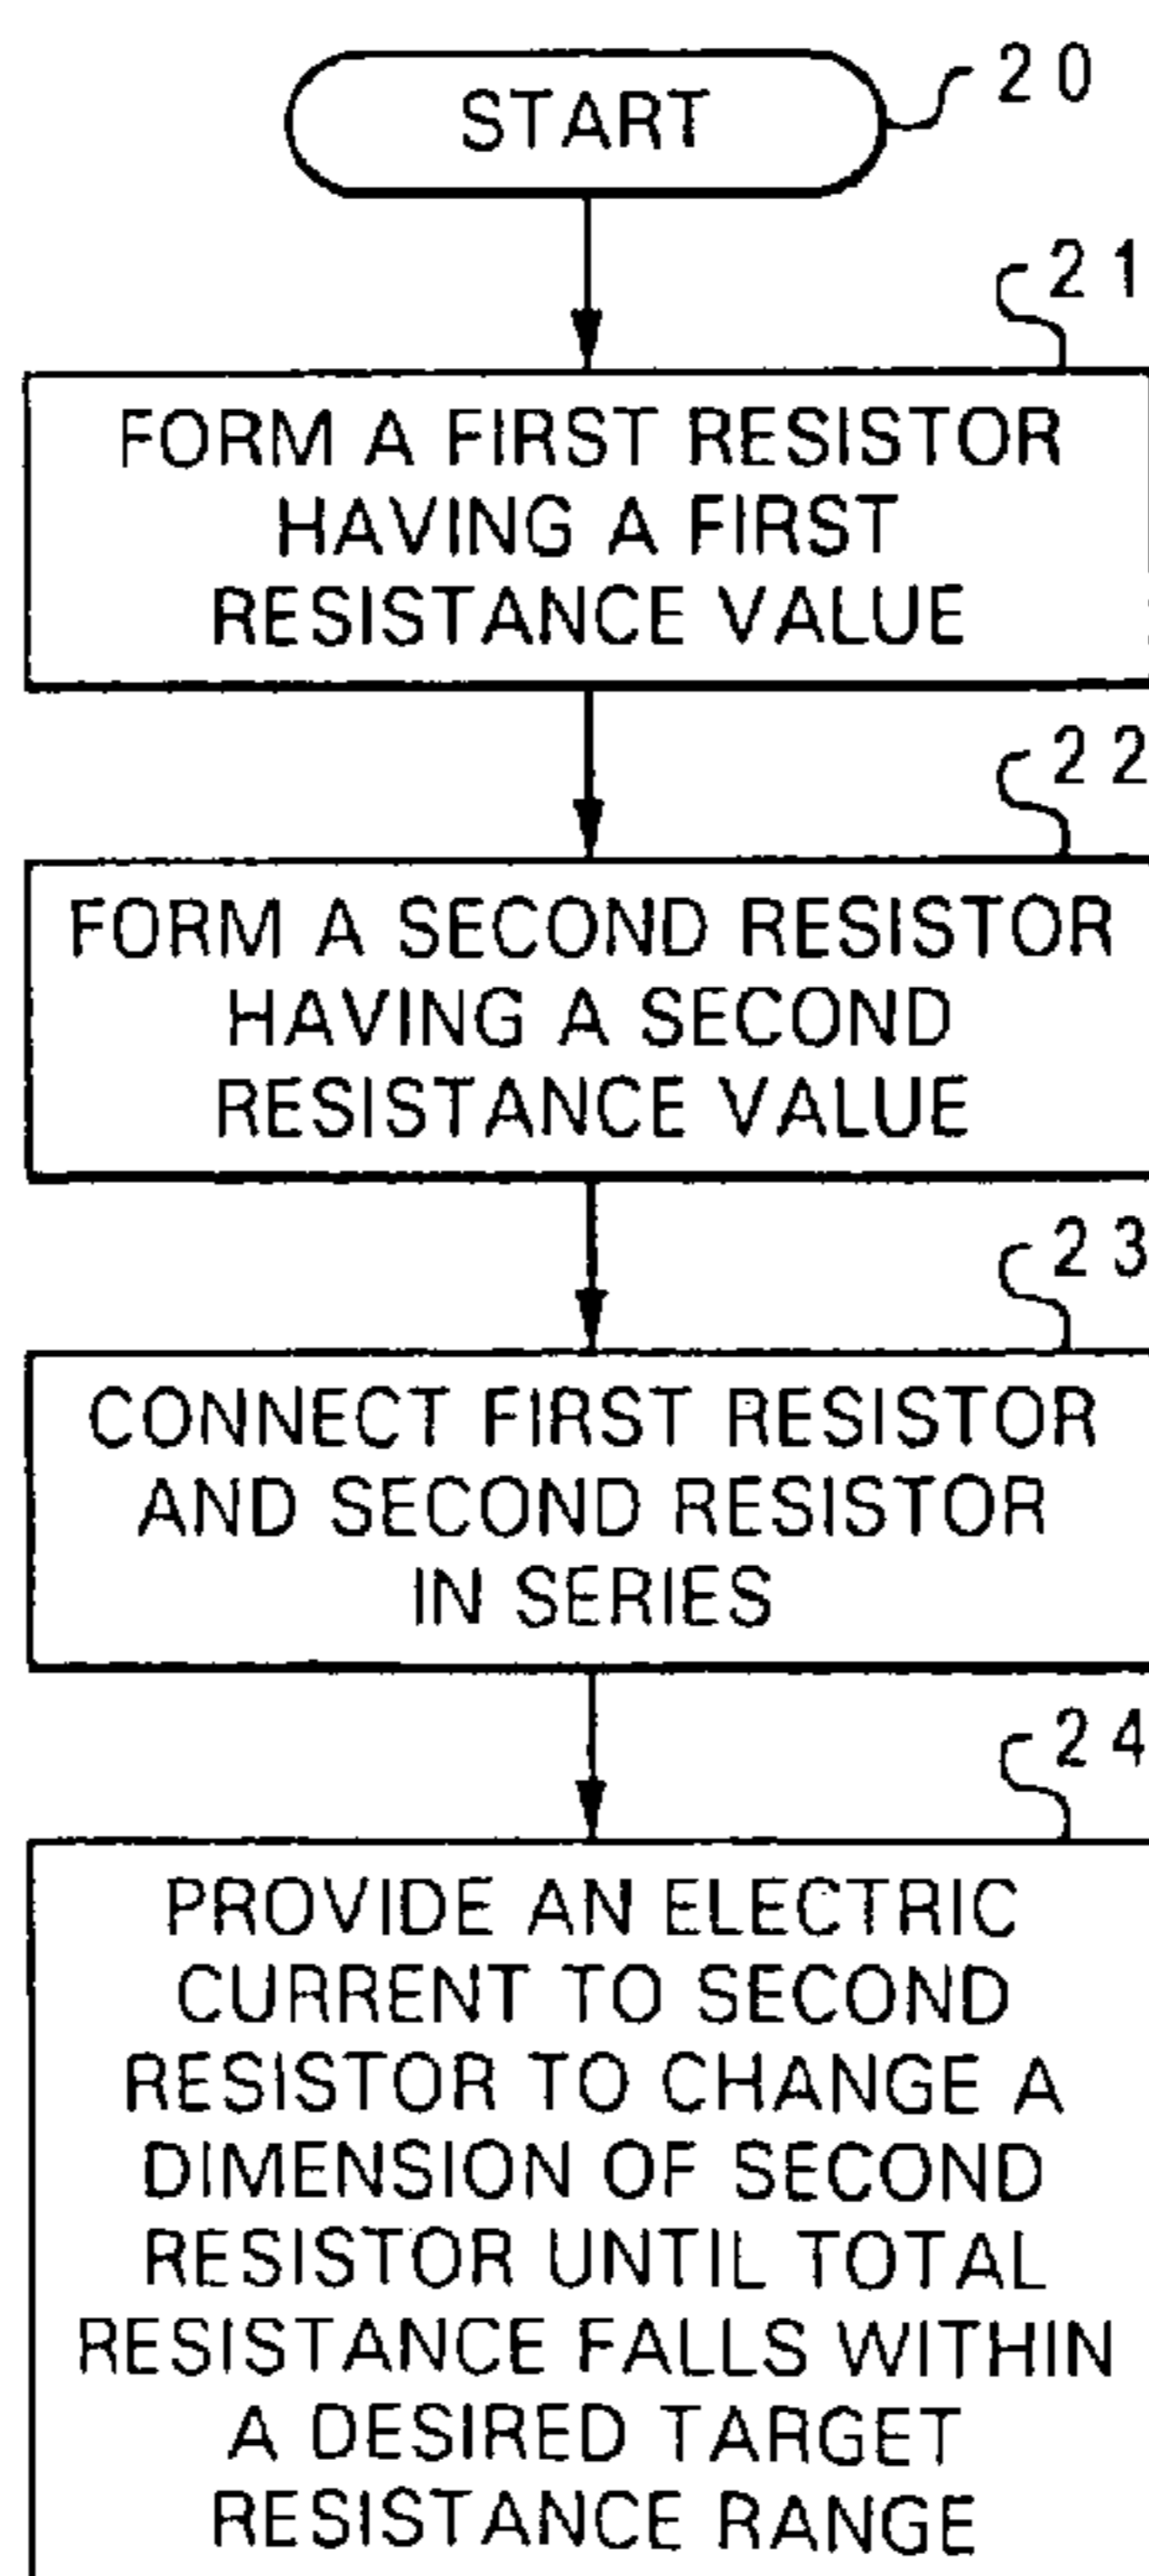 START
20
21
FORM A FIRST RESISTOR
HAVING A FIRST
RESISTANCE VALUE
22
FORM A SECOND RESISTOR
HAVING A SECOND
RESISTANCE VALUE
23
CONNECT FIRST RESISTOR
AND SECOND RESISTOR
IN SERIES
24
PROVIDE AN ELECTRIC
CURRENT TO SECOND
RESISTOR TO CHANGE A
DIMENSION OF SECOND
RESISTOR UNTIL TOTAL
RESISTANCE FALLS WITHIN
A DESIRED TARGET
RESISTANCE RANGE